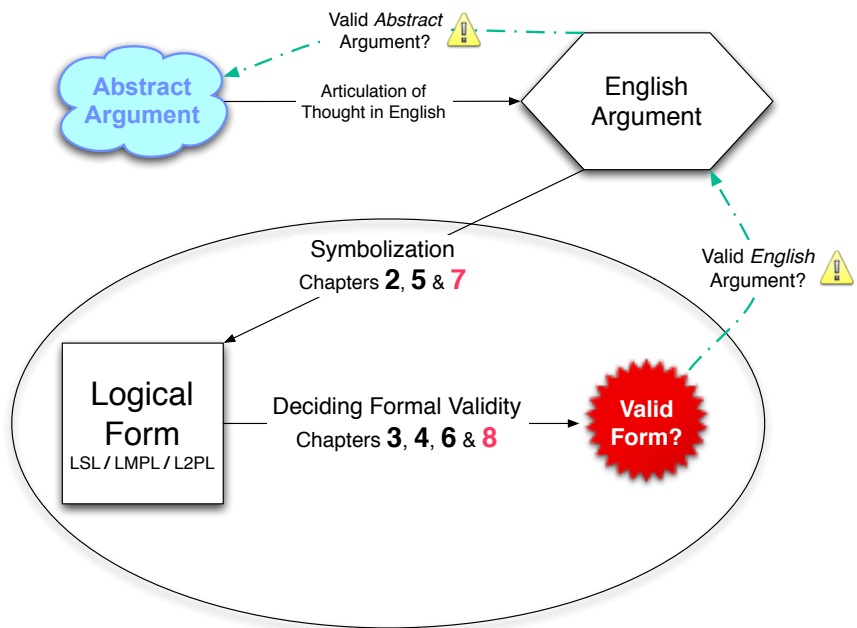 Valid Abstract
Argument?
Abstract
Argument
Articulation of
Thought in English
English
Argument
Symbolization
Chapters 2, 5 & 7
Valid English
Argument?
Logical
Form
LSL / LMPL / L2PL
Deciding Formal Validity
Chapters 3, 4, 6 & 8
Valid
Form?